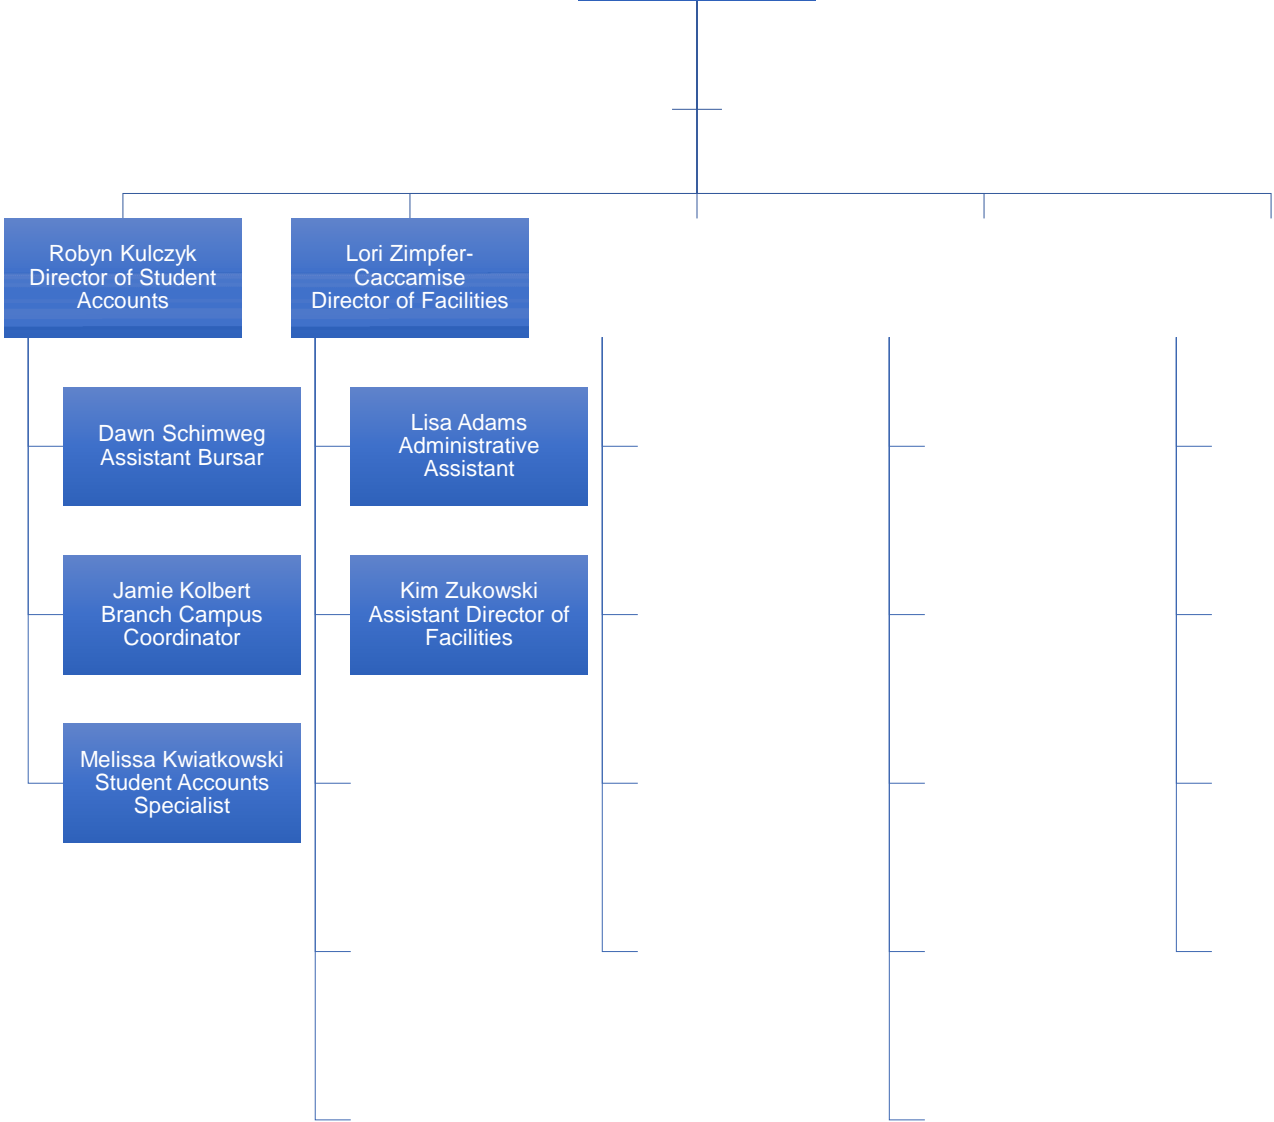 Robyn Kulczyk
Director of Student
Accounts
Lori Zimpfer-
Caccamise
Director of Facilities
Dawn Schimweg
Assistant Bursar
Lisa Adams
Administrative
Assistant
Jamie Kolbert
Branch Campus
Coordinator
Kim Zukowski
Assistant Director of
Facilities
Melissa Kwiatkowski
Student Accounts
Specialist